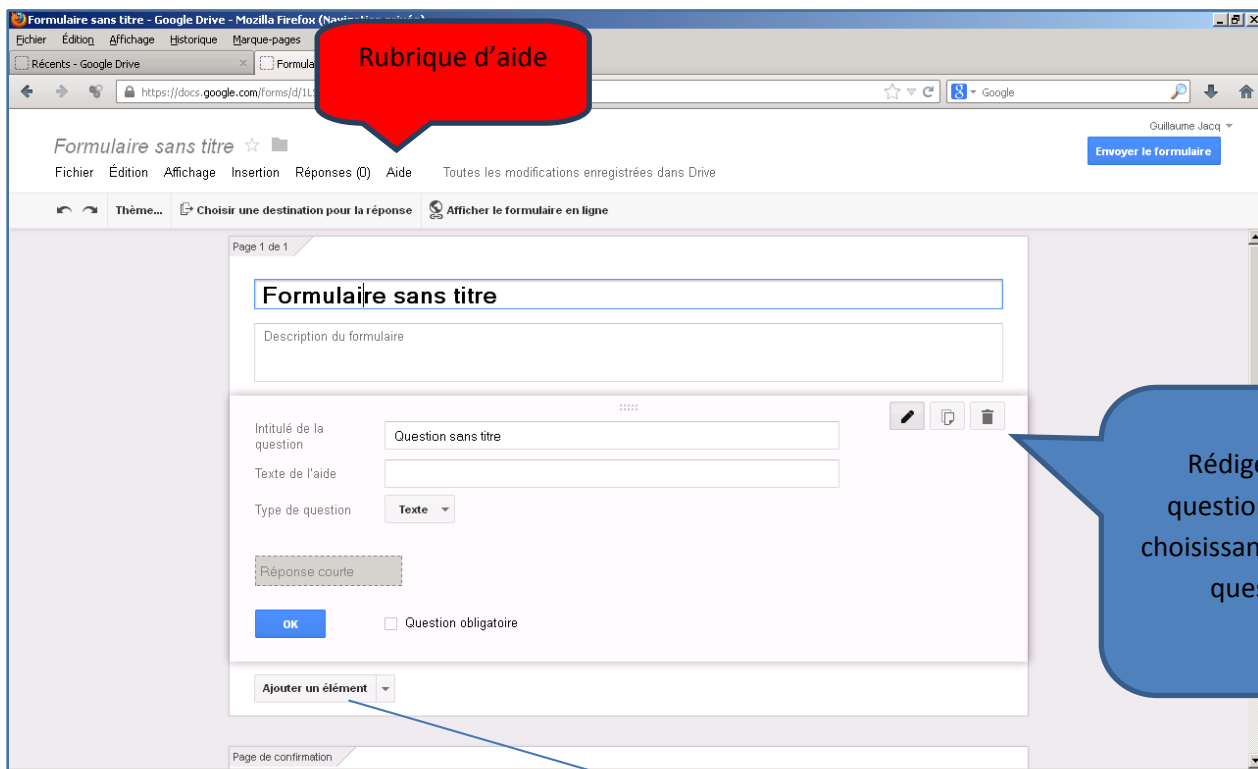 Formulaire sans titre - Google Drive - Mozilla Firefox
Fichier Édition Affichage Historique Marque-pages
Rubrique d'aide
Récents - Google Drive
https://docs.google.com/forms/d/
Google
Guillaume Jacq
Formulaire sans titre
Envoyer le formulaire
Fichier Édition Affichage Insertion Réponses (0) Aide Toutes les modifications enregistrées dans Drive
Thème... Choisir une destination pour la réponse Afficher le formulaire en ligne
Page 1 de 1
Formulaire sans titre
Description du formulaire
Intitulé de la
question
Question sans titre
Texte de l'aide
Type de question Texte
Réponse courte
OK Question obligatoire
Ajouter un élément
Page de confirmation